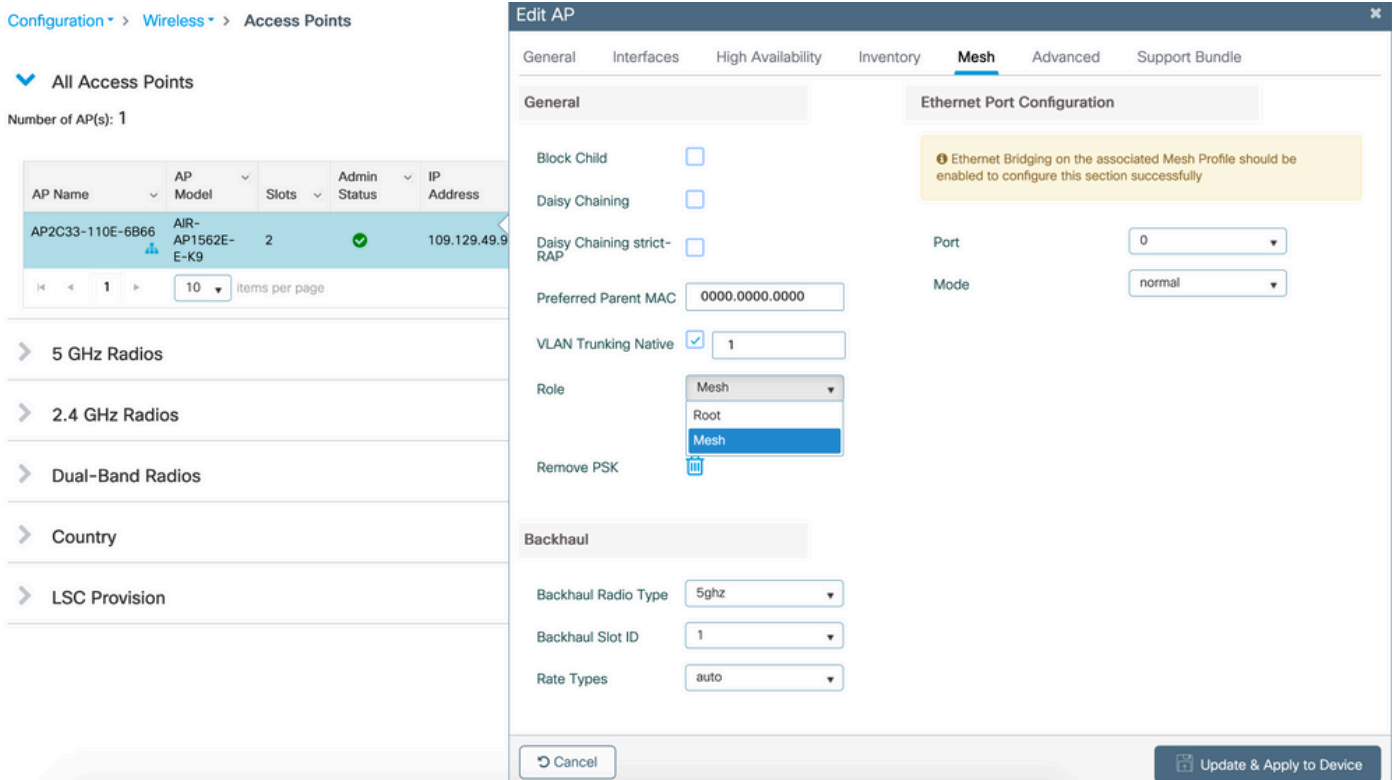 Configuration > Wireless > Access Points
All Access Points
Number of AP(s): 1
AP Name
AP Model
Slots
Admin Status
IP Address
AP2C33-110E-6B66
AIR-
AP1562E-
E-K9
2
109.129.49.9
1
10
items per page
5 GHz Radios
2.4 GHz Radios
Dual-Band Radios
Country
LSC Provision
Edit AP
General
Interfaces
High Availability
Inventory
Mesh
Advanced
Support Bundle
General
Block Child
Daisy Chaining
Daisy Chaining strict-
RAP
Preferred Parent MAC
0000.0000.0000
VLAN Trunking Native
1
Role
Mesh
Root
Mesh
Remove PSK
Backhaul
Backhaul Radio Type
5ghz
Backhaul Slot ID
1
Rate Types
auto
Ethernet Port Configuration
Ethernet Bridging on the associated Mesh Profile should be
enabled to configure this section successfully
Port
0
Mode
normal
Cancel
Update & Apply to Device